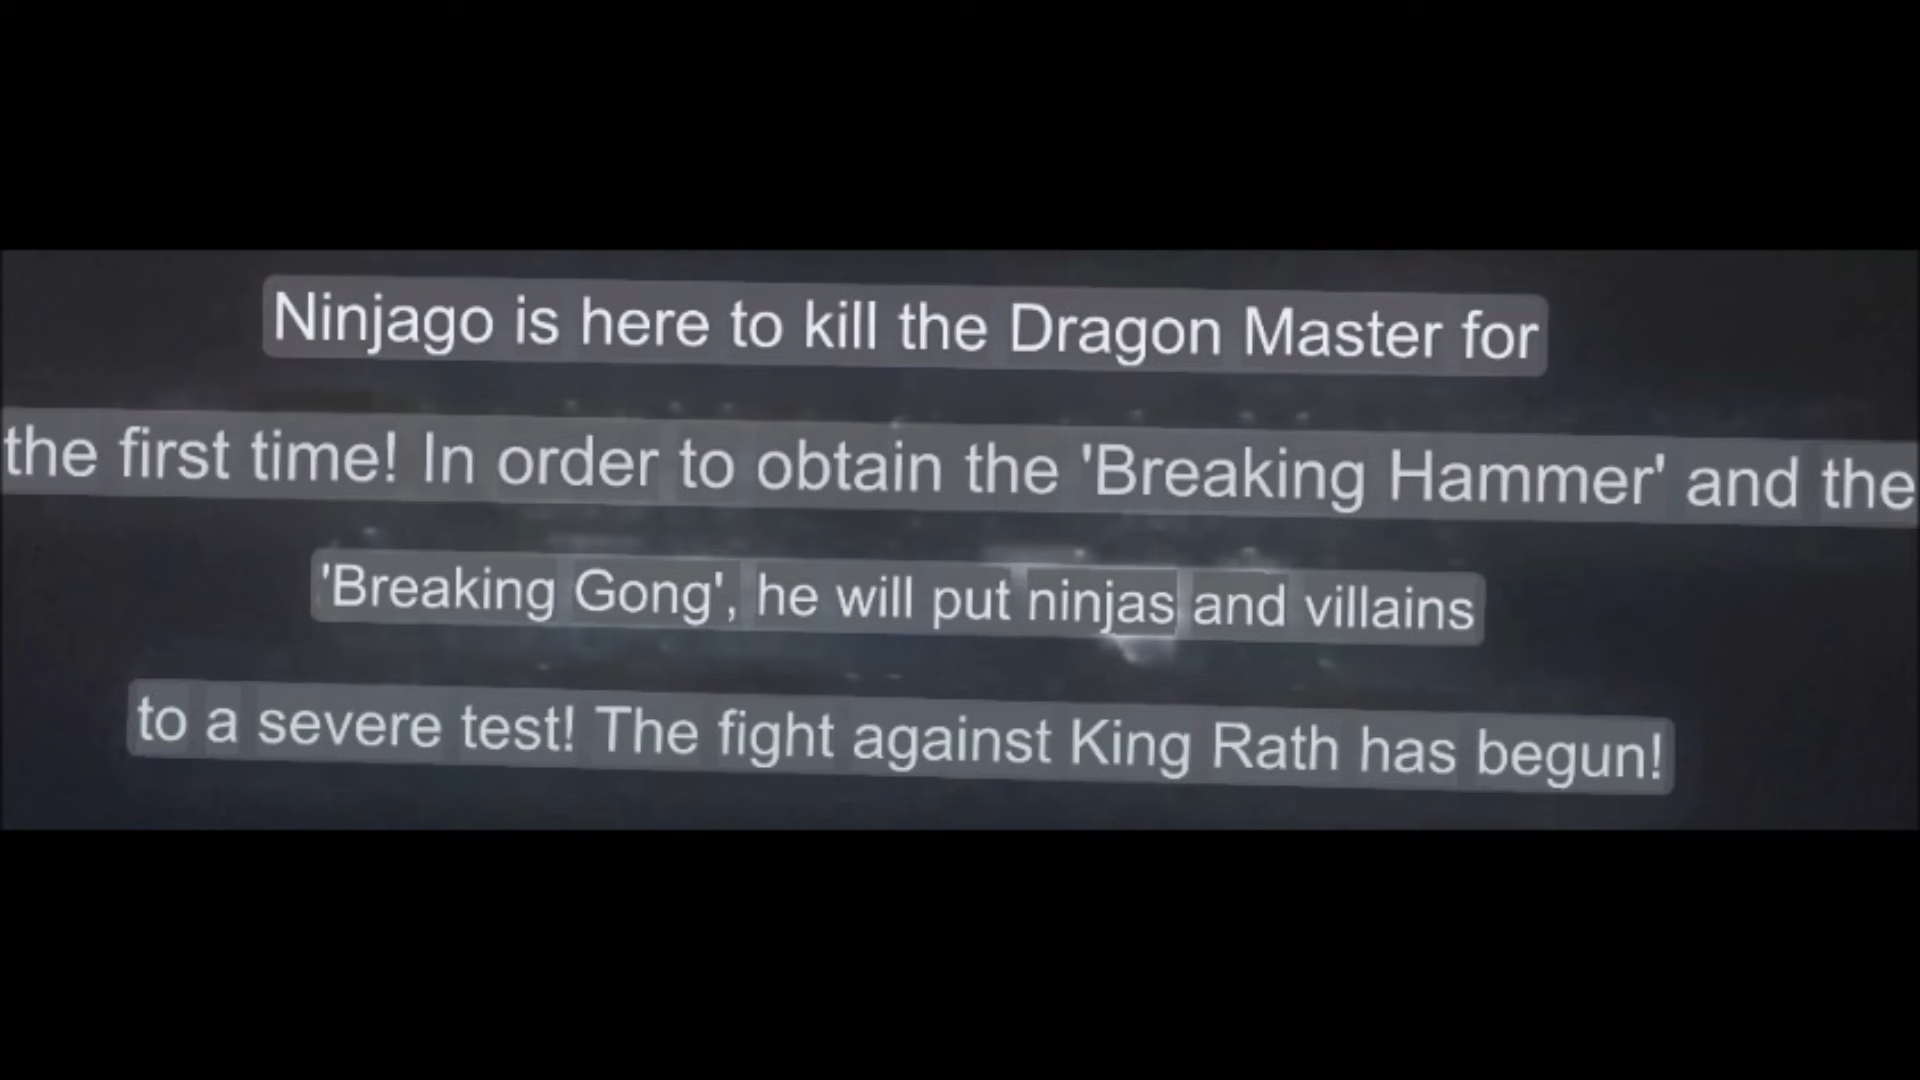 Ninjago is here to kill the Dragon Master for
the first time! In order to obtain the 'Breaking Hammer' and the
'Breaking Gong', he will put ninjas and villains
to a severe test! The fight against King Rath has begun!